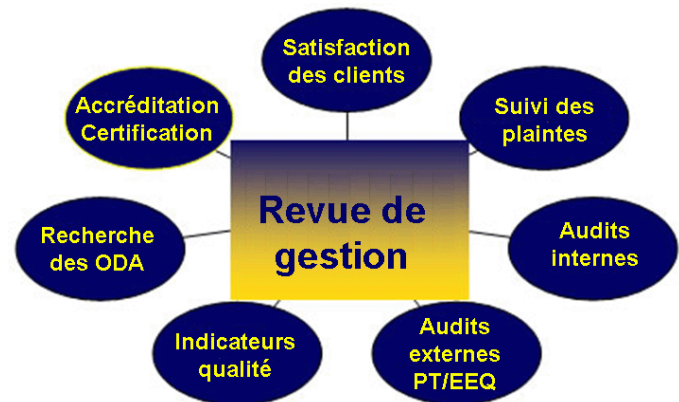 Satisfaction
des clients
Accréditation
Certification
Suivi des
plaintes
Revue de
gestion
Recherche
des ODA
Audits
internes
Indicateurs
qualité
Audits
externes
PT/EEQ